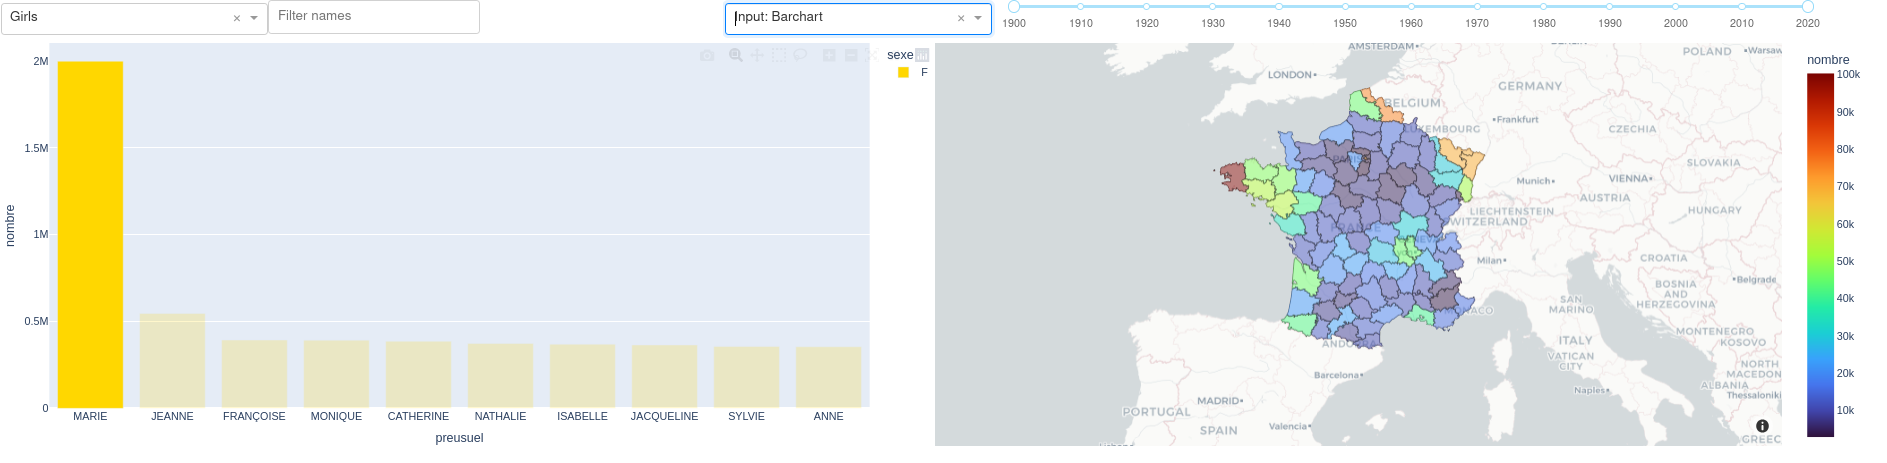 Girls
Filter names
Input: Barchart
1900 1910 1920 1930 1940 1950 1960 1970 1980 1990 2000 2010 2020
sexe
F
nombre
2M
1.5M
1M
0.5M
0
MARIE JEANNE FRANÇOISE MONIQUE CATHERINE NATHALIE ISABELLE JACQUELINE SYLVIE ANNE
preusuel
AMSTERDAM
POLAND
Warsaw
LONDON
GERMANY
BELGIUM
Frankfurt
CZECHIA
PARIS
SLOVAKIA
Munich
VIENNA
AUSTRIA
LIECHTENSTEIN
HUNGARY
FRANCE
Milan
CROATIA
Belgrade
BOSNIA
AND
HERZEGOVINA
SAN
MARINO
MONTENEGRO
KOSOVO
ITALY
VATICAN
CITY
NORTH
MACEDON
ALBANIA
Thessaloniki
Barcelona
Naples
MADRID
PORTUGAL
SPAIN
Valencia
GREEC
nombre
100k
90k
80k
70k
60k
50k
40k
30k
20k
10k